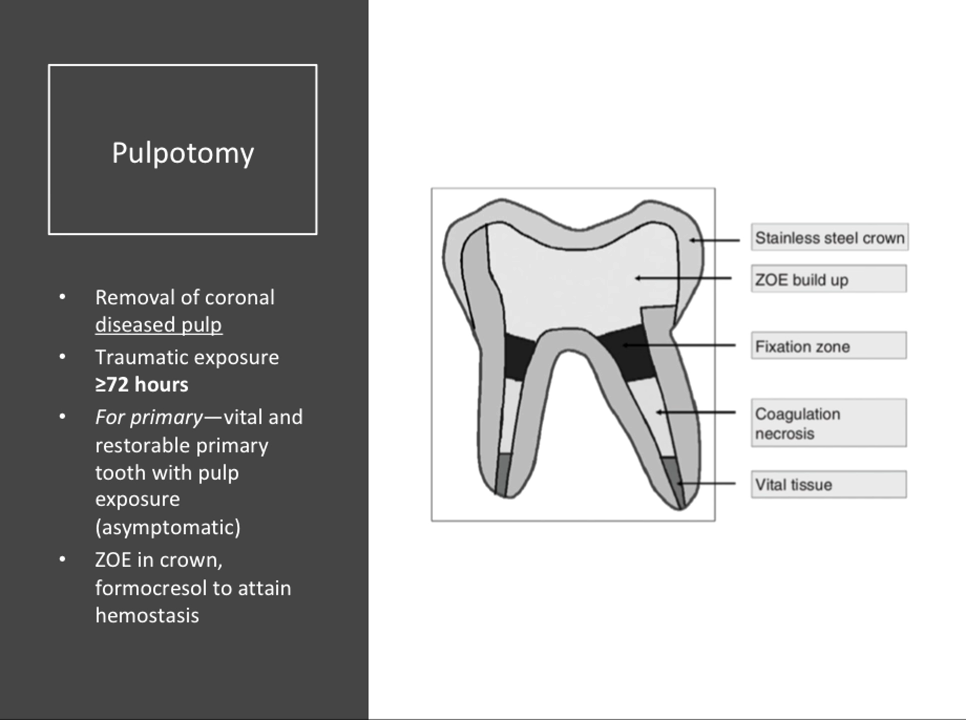 Pulpotomy
• Removal of coronal
diseased pulp
• Traumatic exposure
≥72 hours
• For primary—vital and
restorable primary
tooth with pulp
exposure
(asymptomatic)
• ZOE in crown,
formocresol to attain
hemostasis
Stainless steel crown
ZOE build up
Fixation zone
Coagulation
necrosis
Vital tissue